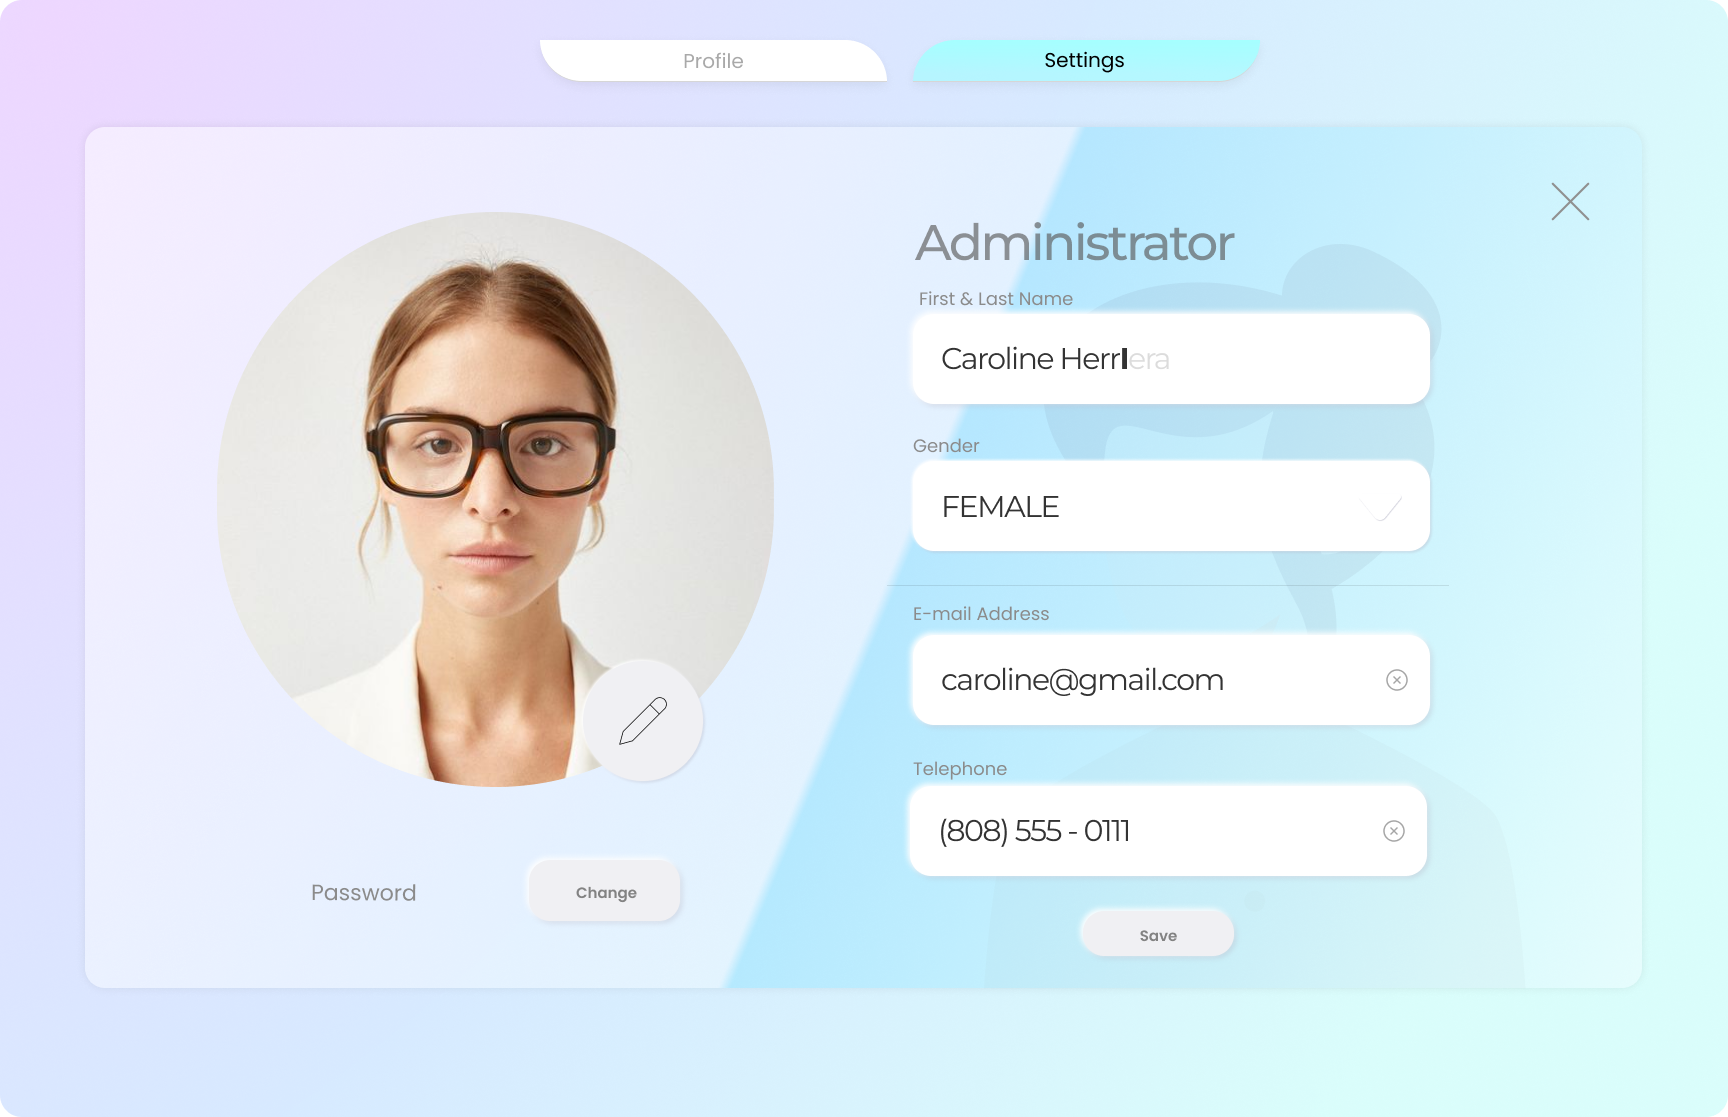 Profile
Settings
Administrator
First & Last Name
Caroline Herrera
Gender
FEMALE
E-mail Address
caroline@gmail.com
Telephone
(808) 555 - 0111
Password
Change
Save